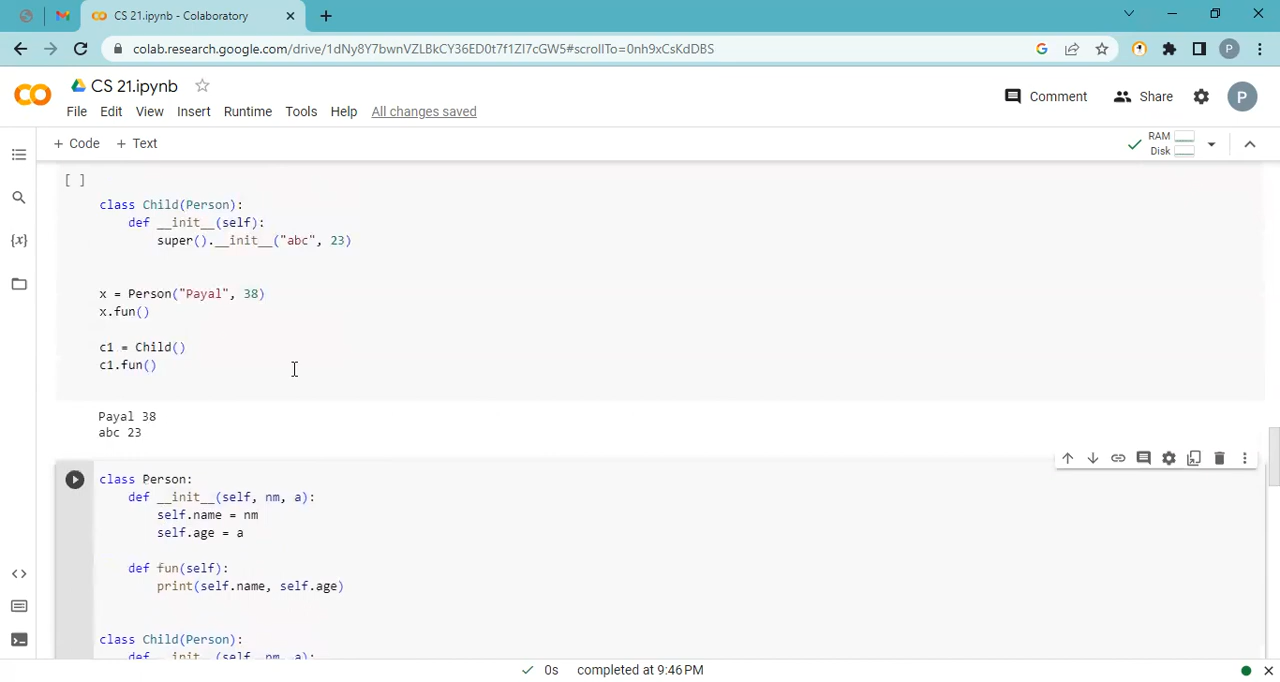 CS 21.ipynb - Colaboratory
colab.research.google.com/drive/1dNy8Y7bwnVZLBkCY36ED0t7f1ZI7cGW5#scrollTo=0nh9xCsKdDBS
P
CS 21.ipynb
Comment
Share
P
File Edit View Insert Runtime Tools Help All changes saved
+ Code + Text
RAM
Disk
[ ]
class Child(Person):
def __init__(self):
super().__init__("abc", 23)
{x}
x = Person("Payal", 38)
x.fun()
c1 = Child()
c1.fun()
Payal 38
abc 23
class Person:
def __init__(self, nm, a):
self.name = nm
self.age = a
def fun(self):
print(self.name, self.age)
class Child(Person):
def __init__(self, nm, a):
0s completed at 9:46 PM